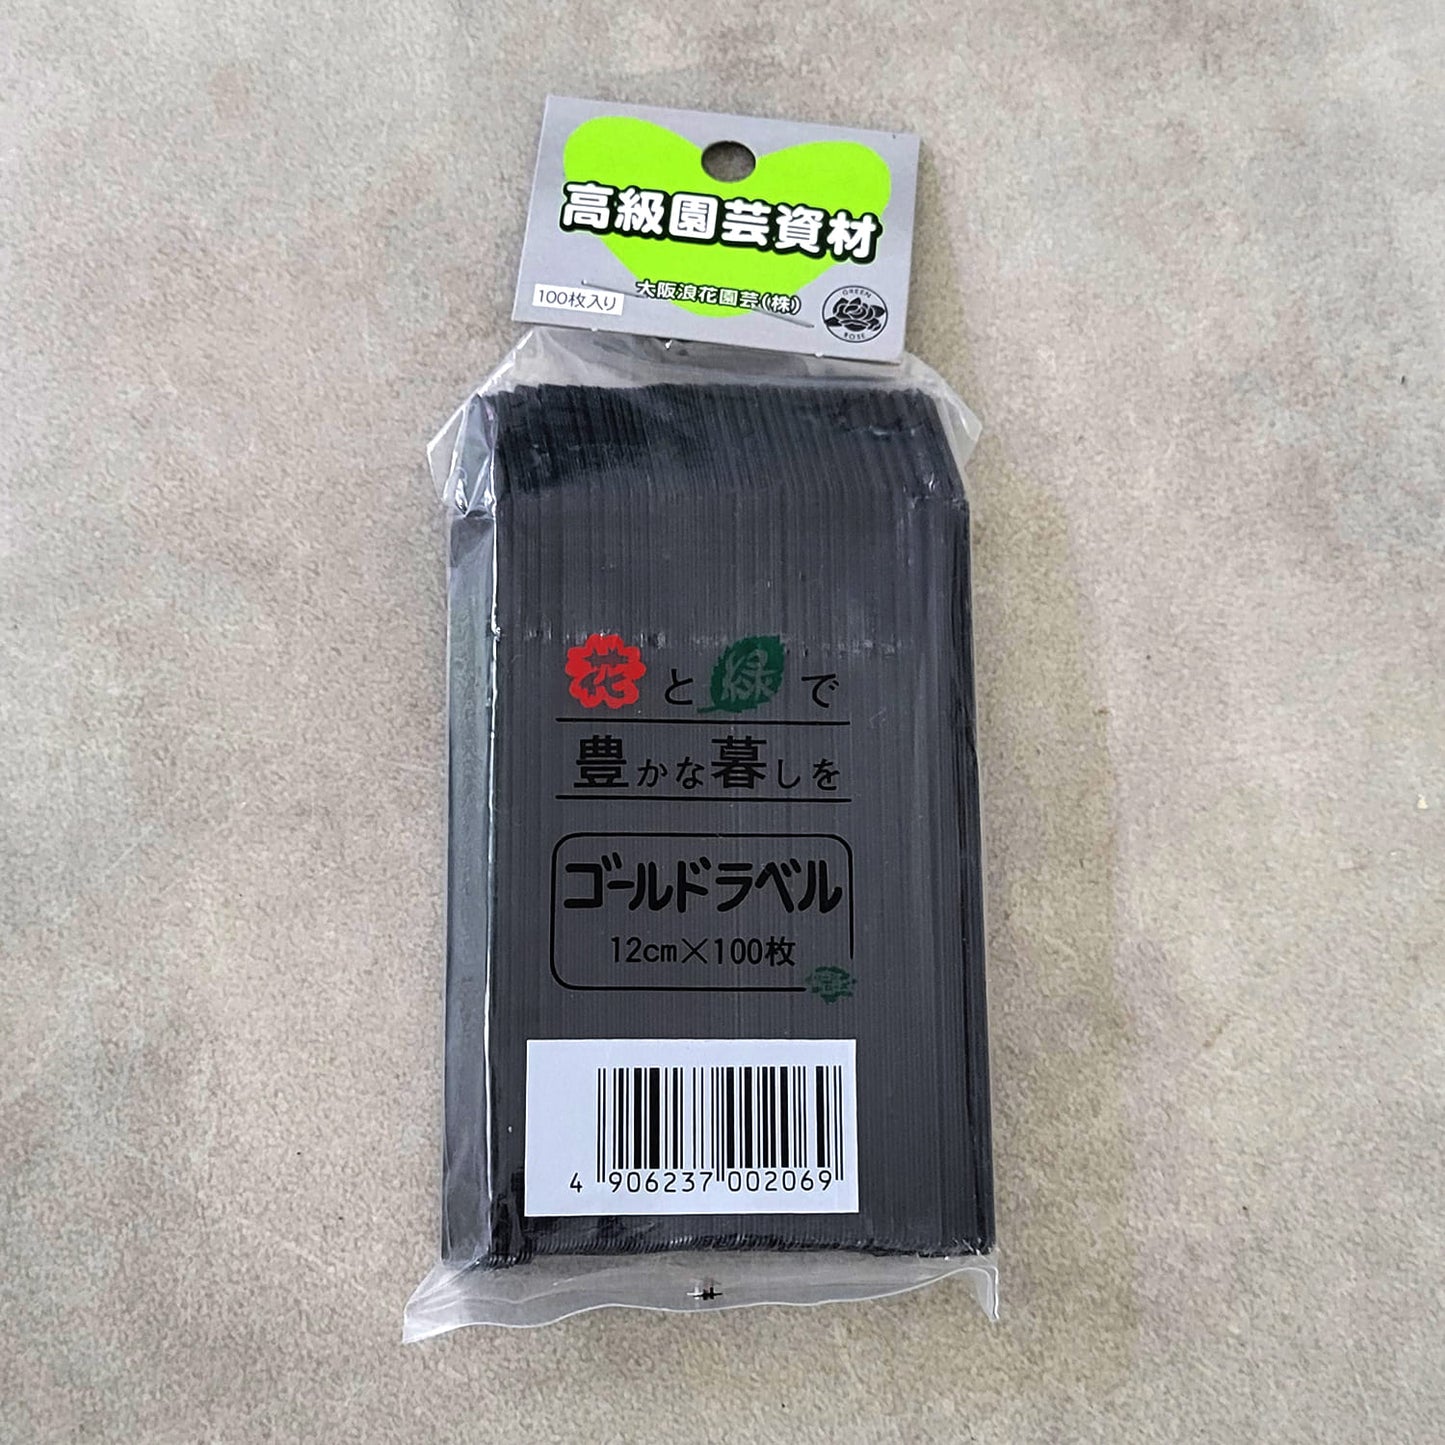 高級園芸資材
100枚入り
大阪浪花園芸(株)
GREEN
ROSE
花と緑で
豊かな暮しを
ゴールドラベル
12cm×100枚
4 906237 002069